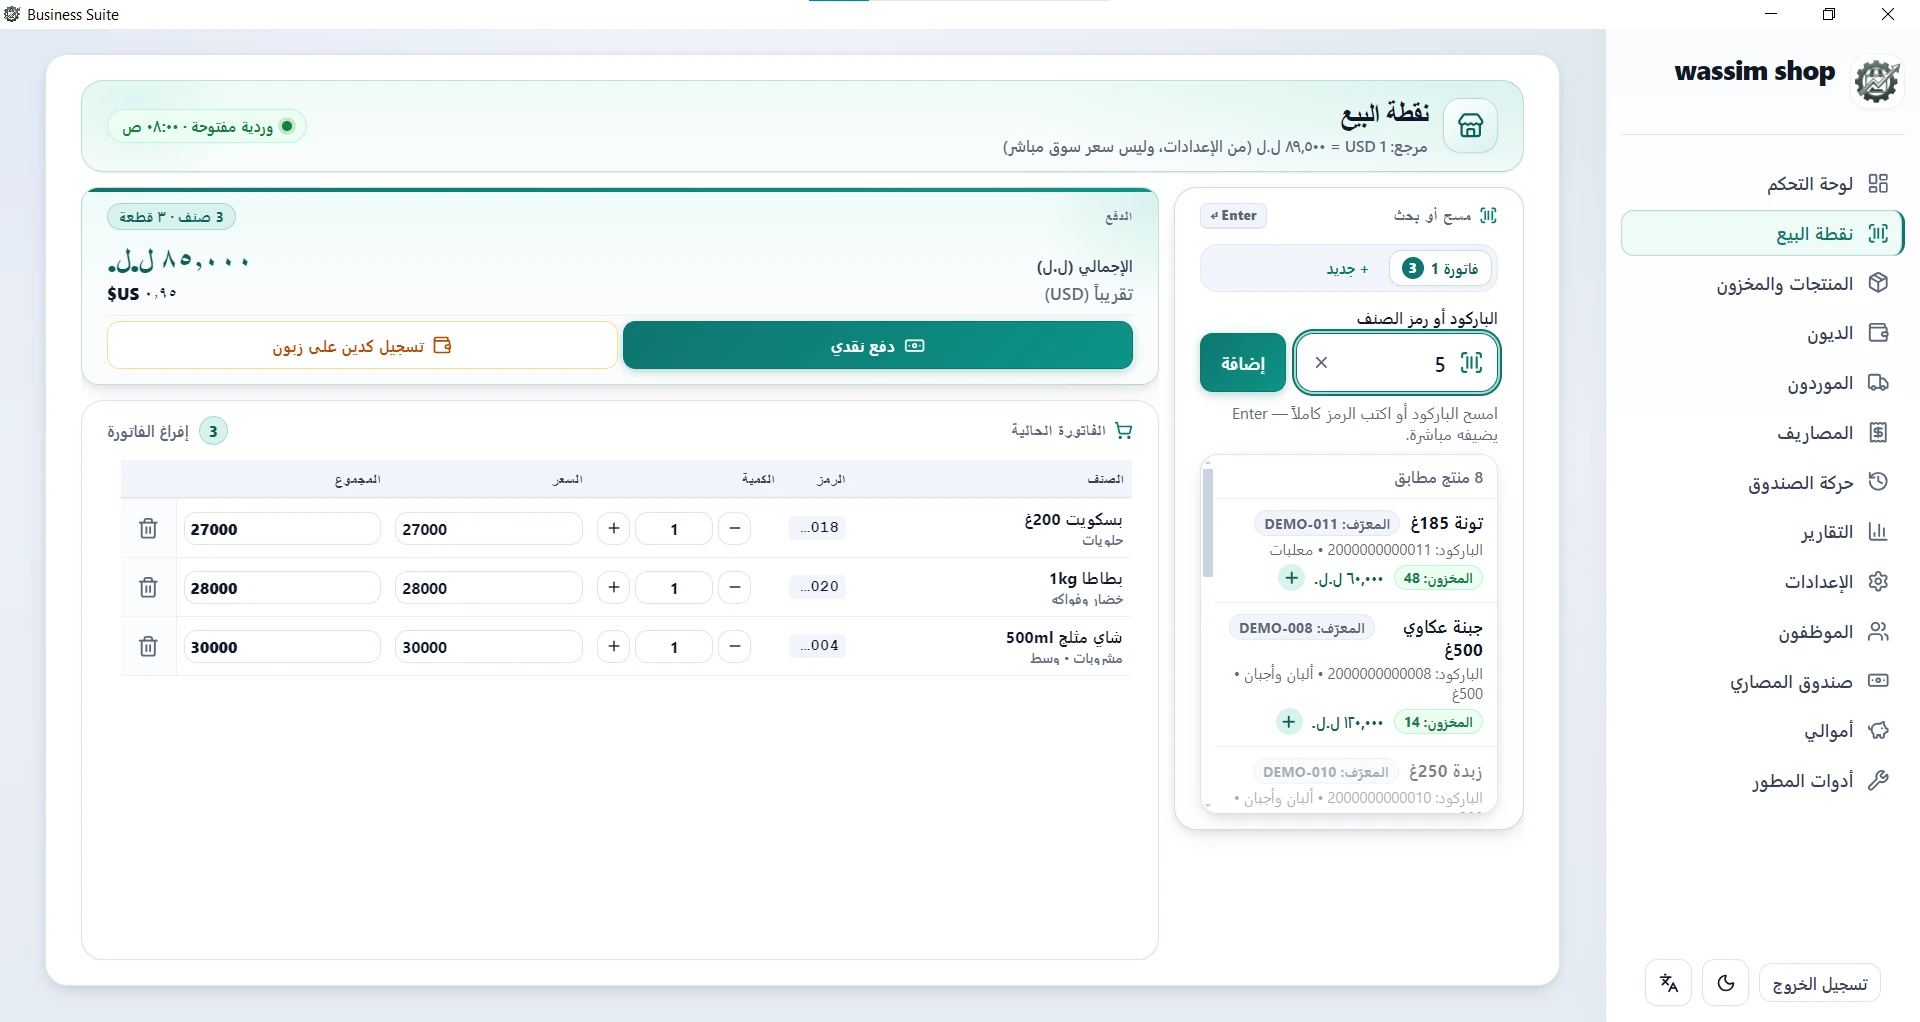 Business Suite
wassim shop
لوحة التحكم
نقطة البيع
المنتجات والمخزون
الديون
الموردون
المصاريف
حركة الصندوق
التقارير
الإعدادات
الموظفون
صندوق المصاري
أموالي
أدوات المطور
تسجيل الخروج
نقطة البيع
مرجع: 1 USD = ٨٩,٥٠٠ ل.ل (من الإعدادات، وليس سعر سوق مباشر)
وردية مفتوحة · ٠٨:٠٠ ص
مسح أو بحث
Enter ↵
فاتورة 1 3
+ جديد
الباركود أو رمز الصنف
5
إضافة
امسح الباركود أو اكتب الرمز كاملاً — Enter
يضيفه مباشرة.
8 منتج مطابق
تونة 185غ المعرّف: DEMO-011
الباركود: 2000000000011 • معلبات
المخزون: 48 ٦٠,٠٠٠ ل.ل.
جبنة عكاوي المعرّف: DEMO-008
500غ
الباركود: 2000000000008 • ألبان وأجبان •
500غ
المخزون: 14 ١٢٠,٠٠٠ ل.ل.
زبدة 250غ المعرّف: DEMO-010
الباركود: 2000000000010 • ألبان وأجبان •
الدفع
3 صنف · ٣ قطعة
الإجمالي (ل.ل)
٨٥,٠٠٠ ل.ل.
تقريباً (USD)
٠,٩٥ US$
دفع نقدي
تسجيل كدين على زبون
الفاتورة الحالية
3 إفراغ الفاتورة
الصنف الرمز الكمية السعر المجموع
بسكويت 200غ ...018 − 1 + 27000 27000
حلويات
بطاطا 1kg ...020 − 1 + 28000 28000
خضار وفواكه
شاي مثلج 500ml ...004 − 1 + 30000 30000
مشروبات • وسط